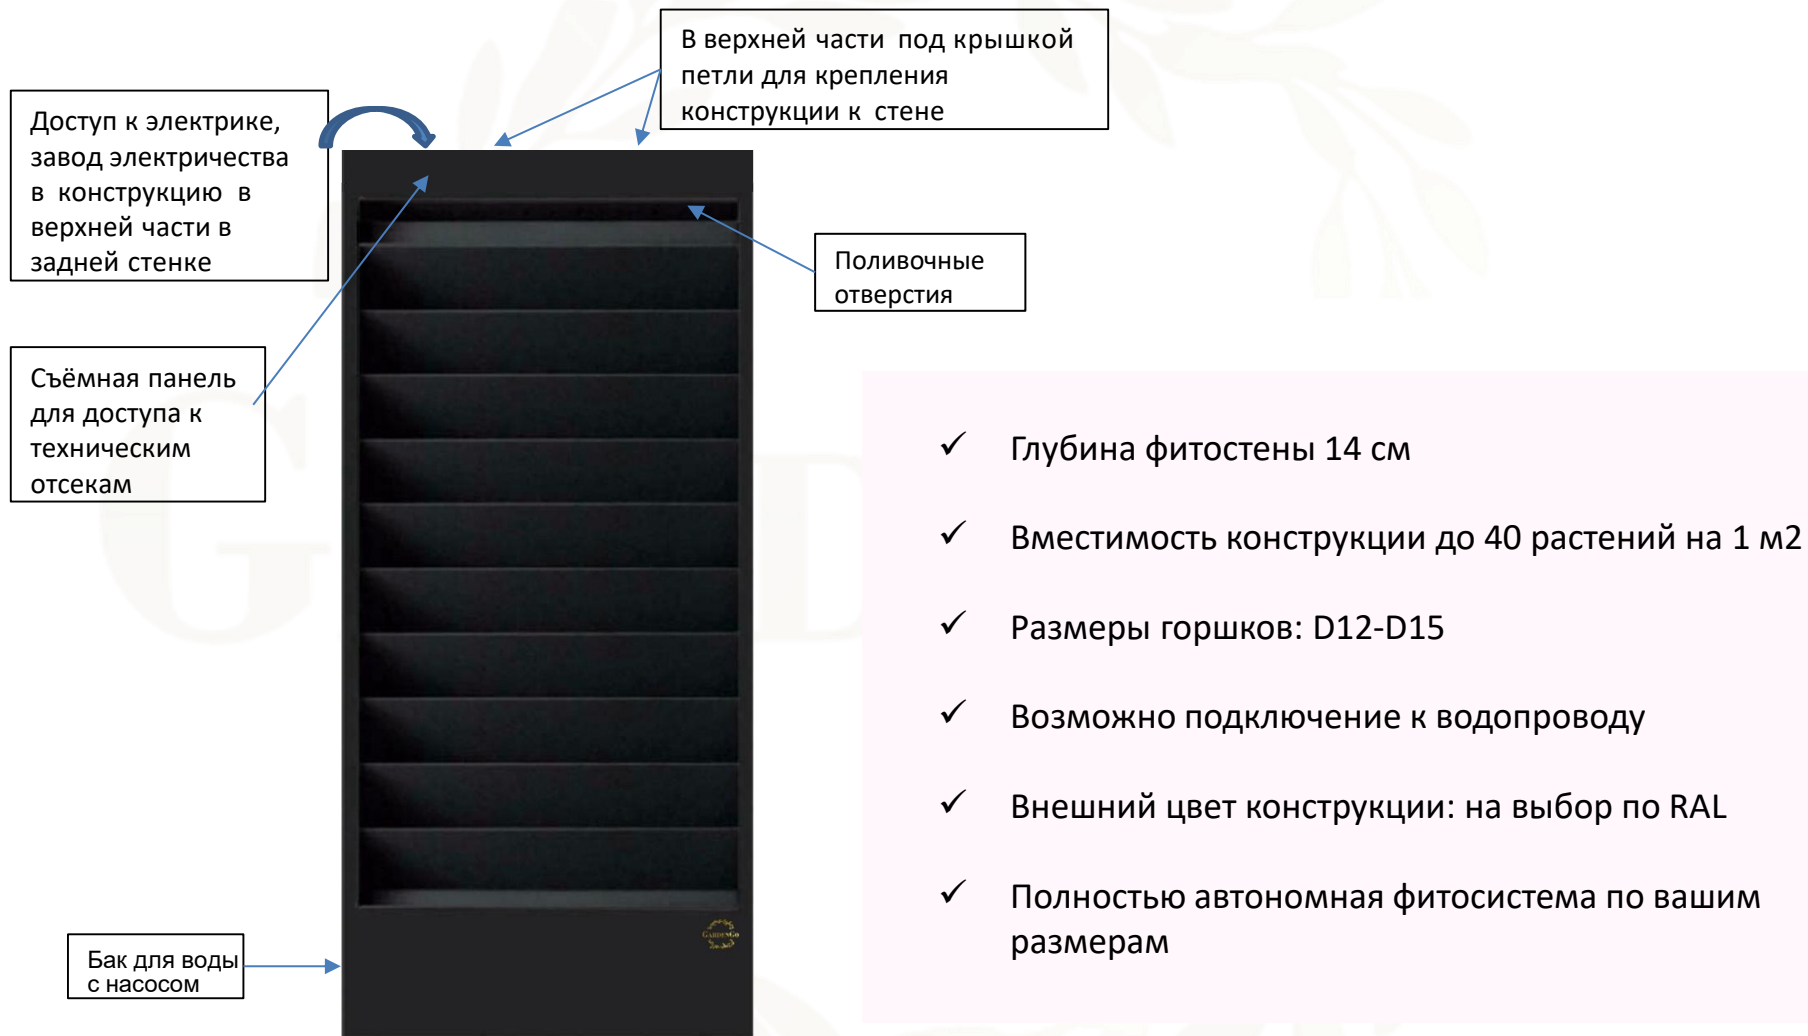 В верхней части под крышкой
петли для крепления
конструкции к стене
Доступ к электрике,
завод электричества
в конструкцию в
верхней части в
задней стенке
Поливочные
отверстия
Съёмная панель
для доступа к
техническим
отсекам
✓ Глубина фитостены 14 см
✓ Вместимость конструкции до 40 растений на 1 м2
✓ Размеры горшков: D12-D15
✓ Возможно подключение к водопроводу
✓ Внешний цвет конструкции: на выбор по RAL
✓ Полностью автономная фитосистема по вашим
размерам
GARDENGO
Бак для воды
с насосом